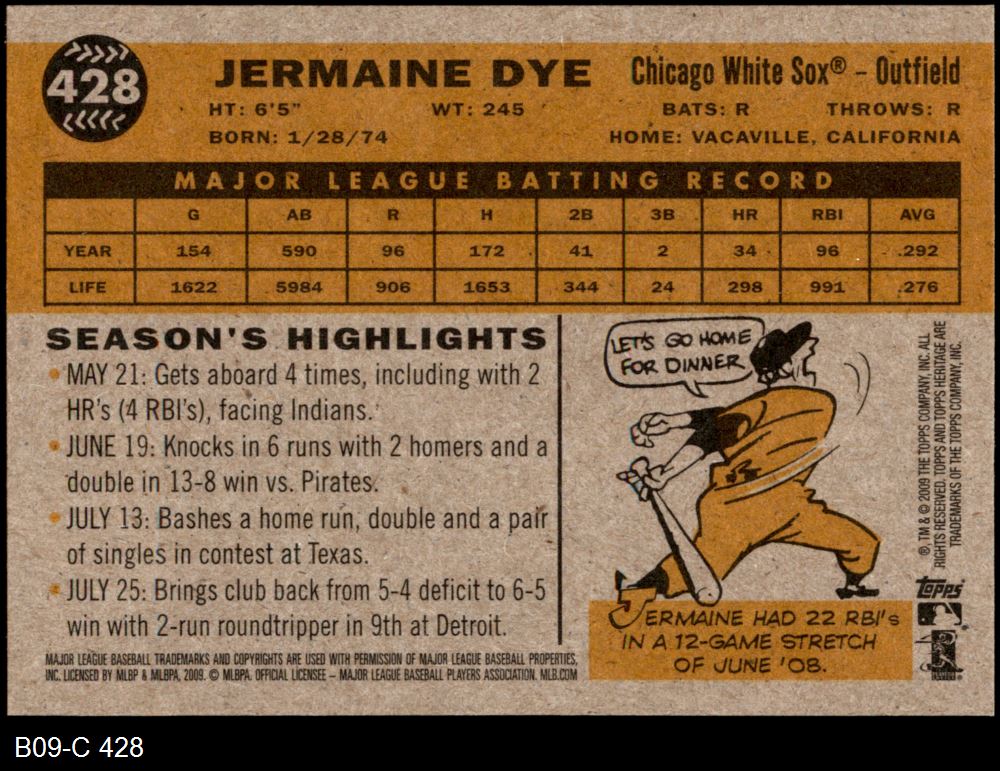 428
JERMAINE DYE
Chicago White Sox® – Outfield
HT: 6'5" WT: 245 BATS: R THROWS: R
BORN: 1/28/74 HOME: VACAVILLE, CALIFORNIA
MAJOR LEAGUE BATTING RECORD
G AB R H 2B 3B HR RBI AVG
YEAR 154 590 96 172 41 2 34 96 .292
LIFE 1622 5984 906 1653 344 24 298 991 .276
SEASON'S HIGHLIGHTS
• MAY 21: Gets aboard 4 times, including with 2
HR's (4 RBI's), facing Indians.
• JUNE 19: Knocks in 6 runs with 2 homers and a
double in 13-8 win vs. Pirates.
• JULY 13: Bashes a home run, double and a pair
of singles in contest at Texas.
• JULY 25: Brings club back from 5-4 deficit to 6-5
win with 2-run roundtripper in 9th at Detroit.
MAJOR LEAGUE BASEBALL TRADEMARKS AND COPYRIGHTS ARE USED WITH PERMISSION OF MAJOR LEAGUE BASEBALL PROPERTIES,
INC. LICENSED BY MLBP & MLBPA, 2009. © MLBPA. OFFICIAL LICENSEE – MAJOR LEAGUE BASEBALL PLAYERS ASSOCIATION. MLB.COM
LET'S GO HOME
FOR DINNER
JERMAINE HAD 22 RBI's
IN A 12-GAME STRETCH
OF JUNE '08.
®, TM & © 2009 THE TOPPS COMPANY, INC. ALL
RIGHTS RESERVED. TOPPS AND TOPPS HERITAGE ARE
TRADEMARKS OF THE TOPPS COMPANY, INC.
topps
B09-C 428